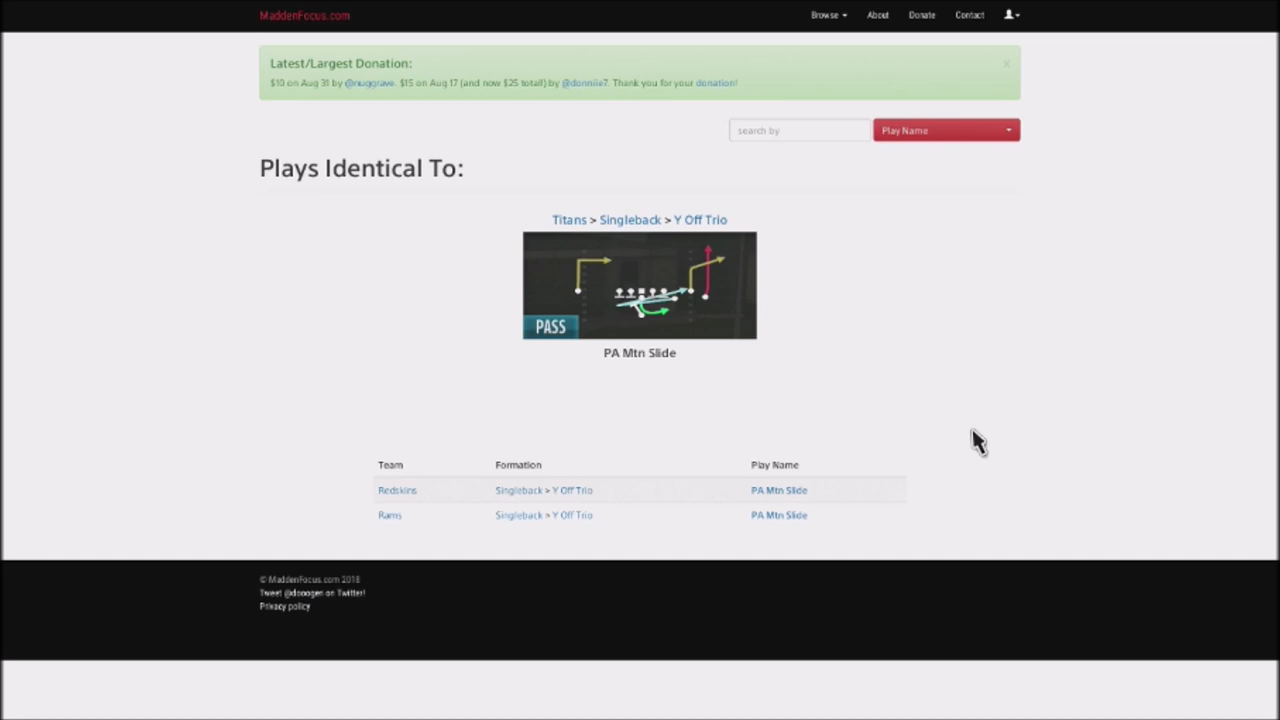 MaddenFocus.com
Browse About Donate Contact
Latest/Largest Donation:
x
$10 on Aug 31 by @nuggrave. $15 on Aug 17 (and now $25 total!) by @donniie7. Thank you for your donation!
search by Play Name
Plays Identical To:
Titans > Singleback > Y Off Trio
PASS
PA Mtn Slide
Team Formation Play Name
Redskins Singleback > Y Off Trio PA Mtn Slide
Rams Singleback > Y Off Trio PA Mtn Slide
© MaddenFocus.com 2018
Tweet @dooogen on Twitter!
Privacy policy